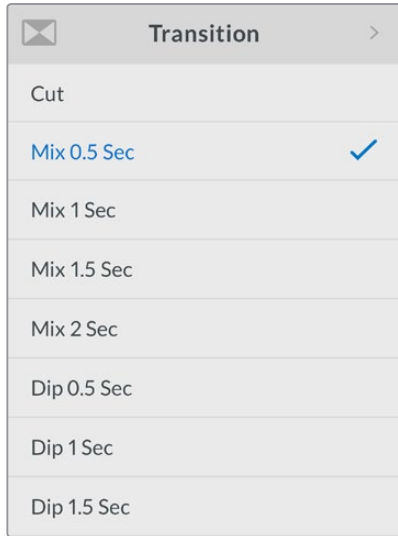 Transition
Cut
Mix 0.5 Sec
Mix 1 Sec
Mix 1.5 Sec
Mix 2 Sec
Dip 0.5 Sec
Dip 1 Sec
Dip 1.5 Sec